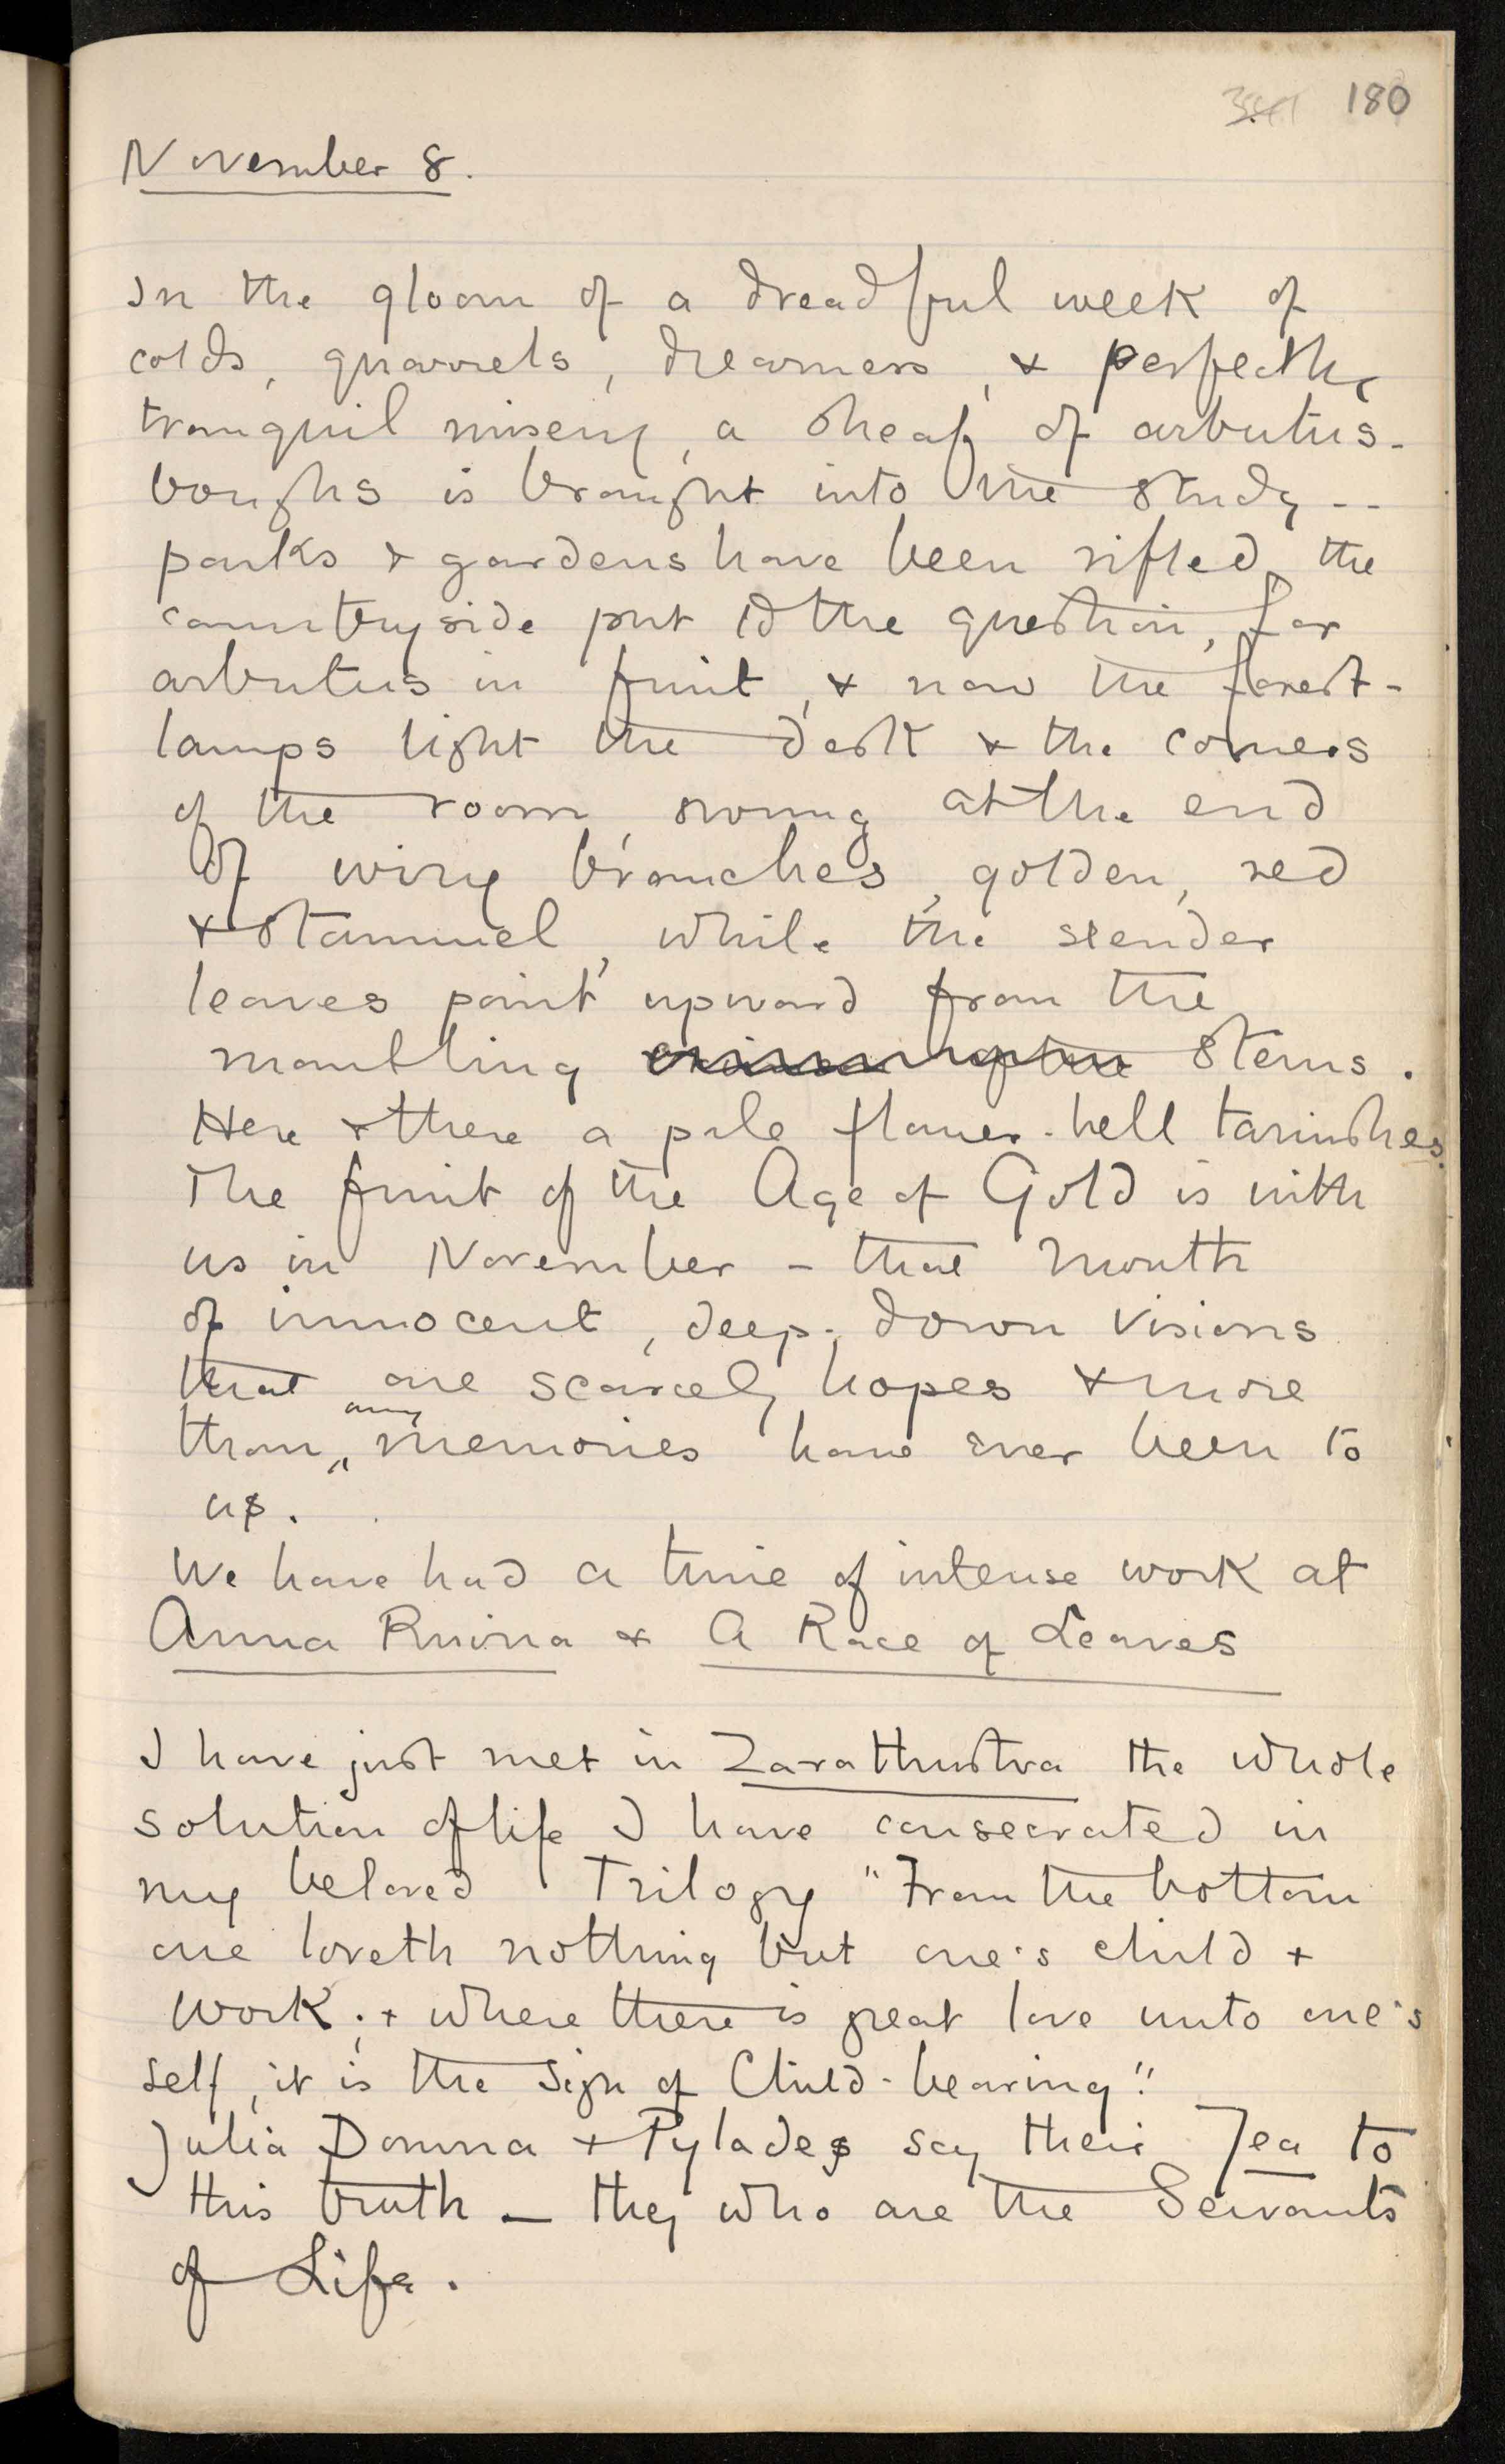 180
November 8.
In the gloom of a dreadful week of
colds, quarrels, dreariness, & perfectly
tranquil misery, a sheaf of arbutus-
boughs is brought into the study --
parks & gardens have been rifled, the
countryside put to the question, for
arbutus in fruit, & now the forest-
lamps light the desk & the corners
of the room, swung at the end
of wiry branches, golden, red
& stammel, while the slender
leaves point upward from the
mantling stems.
Here & there a pale flower-bell tarnishes.
The fruit of the Age of Gold is with
us in November - that month
of innocent, deep-down visions
that are scarcely hopes & more
than any memories have ever been to
us.
We have had a time of intense work at
Anna Ruina & A Race of Leaves
I have just met in Zarathustra the whole
solution of life I have consecrated in
my beloved Trilogy "From the bottom
one loveth nothing but one's child +
work; + where there is great love unto one's
self, it is the sign of Child-bearing".
Julia Domna + Pylades say their Yea to
this truth — they who are the Servants
of Life.